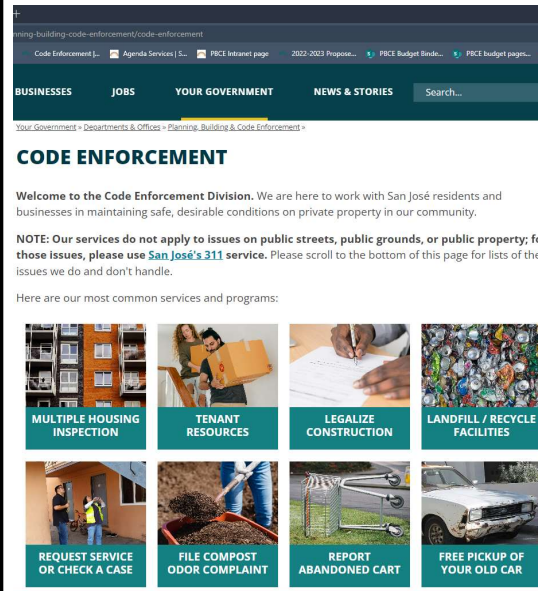 +
nning-building-code-enforcement/code-enforcement
Code Enforcement |... Agenda Services | S... PBCE Intranet page 2022-2023 Propose... PBCE Budget Binde... PBCE budget pages...
BUSINESSES JOBS YOUR GOVERNMENT NEWS & STORIES Search...
Your Government » Departments & Offices » Planning, Building & Code Enforcement »
CODE ENFORCEMENT
Welcome to the Code Enforcement Division. We are here to work with San José residents and
businesses in maintaining safe, desirable conditions on private property in our community.
NOTE: Our services do not apply to issues on public streets, public grounds, or public property; fo
those issues, please use San José's 311 service. Please scroll to the bottom of this page for lists of the
issues we do and don't handle.
Here are our most common services and programs:
MULTIPLE HOUSING
INSPECTION
TENANT
RESOURCES
LEGALIZE
CONSTRUCTION
LANDFILL / RECYCLE
FACILITIES
REQUEST SERVICE
OR CHECK A CASE
FILE COMPOST
ODOR COMPLAINT
REPORT
ABANDONED CART
FREE PICKUP OF
YOUR OLD CAR